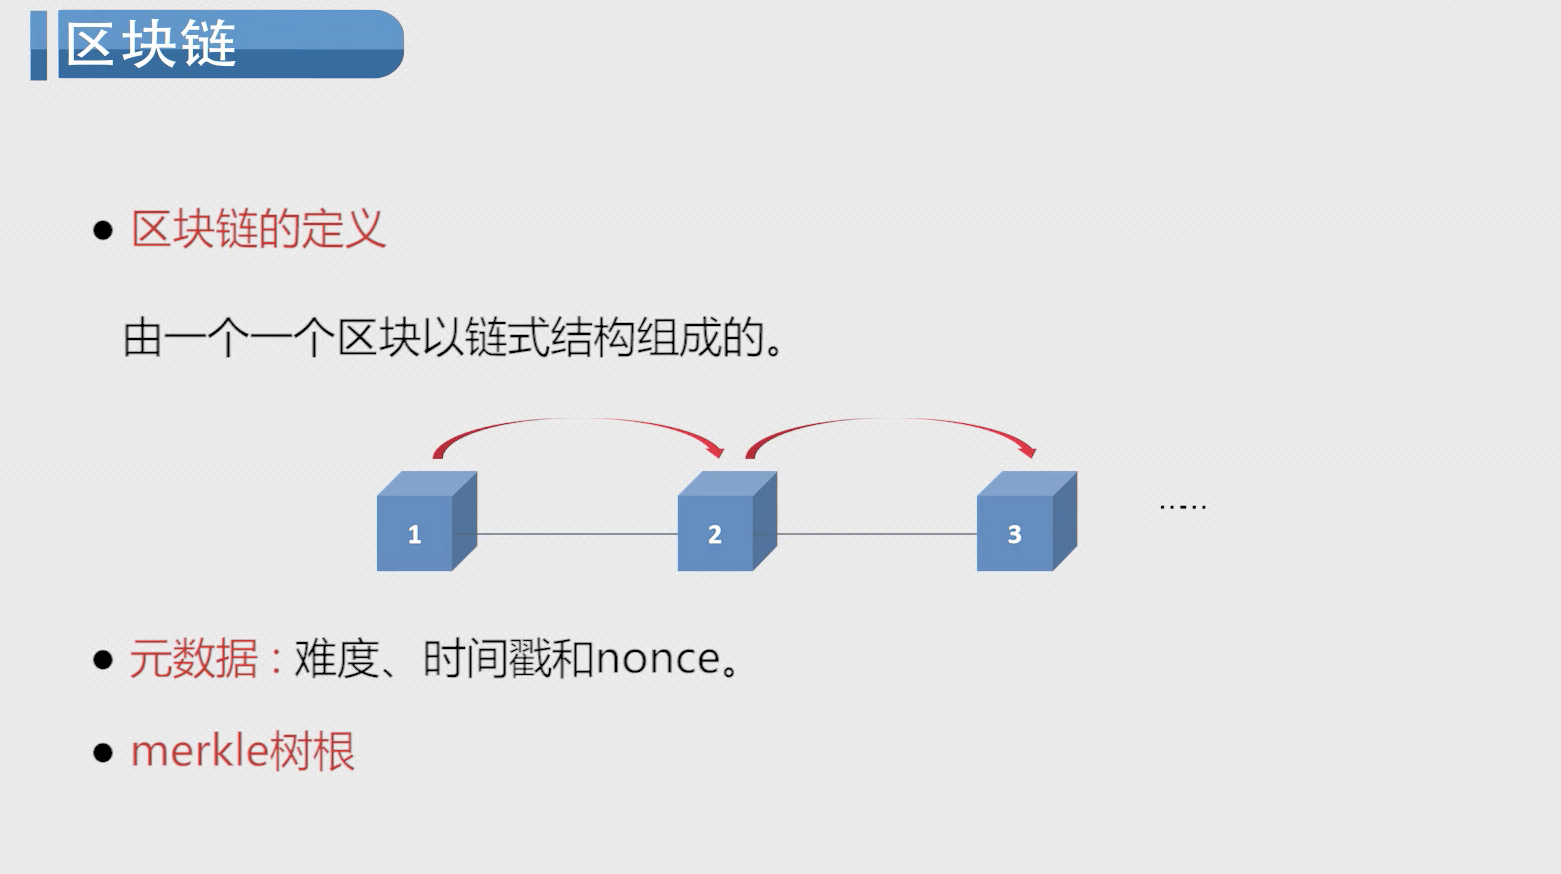 区块链
区块链的定义
由一个一个区块以链式结构组成的。
1 2 3 ·····
元数据:难度、时间戳和nonce。
merkle树根